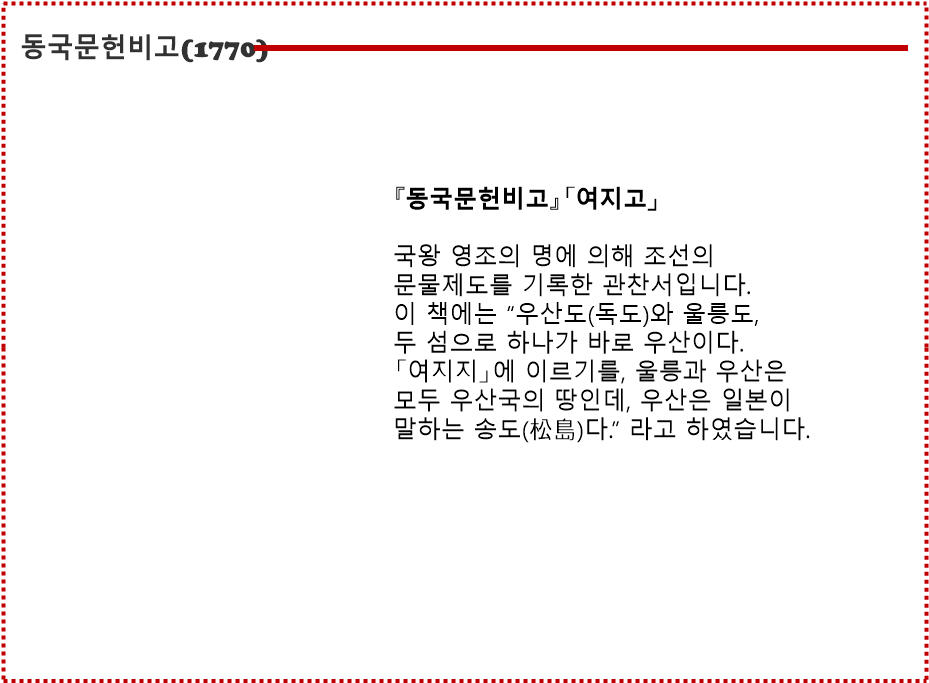 동국문헌비고(1770)
『동국문헌비고』「여지고」
국왕 영조의 명에 의해 조선의
문물제도를 기록한 관찬서입니다.
이 책에는 “우산도(독도)와 울릉도,
두 섬으로 하나가 바로 우산이다.
「여지지」에 이르기를, 울릉과 우산은
모두 우산국의 땅인데, 우산은 일본이
말하는 송도(松島)다.” 라고 하였습니다.